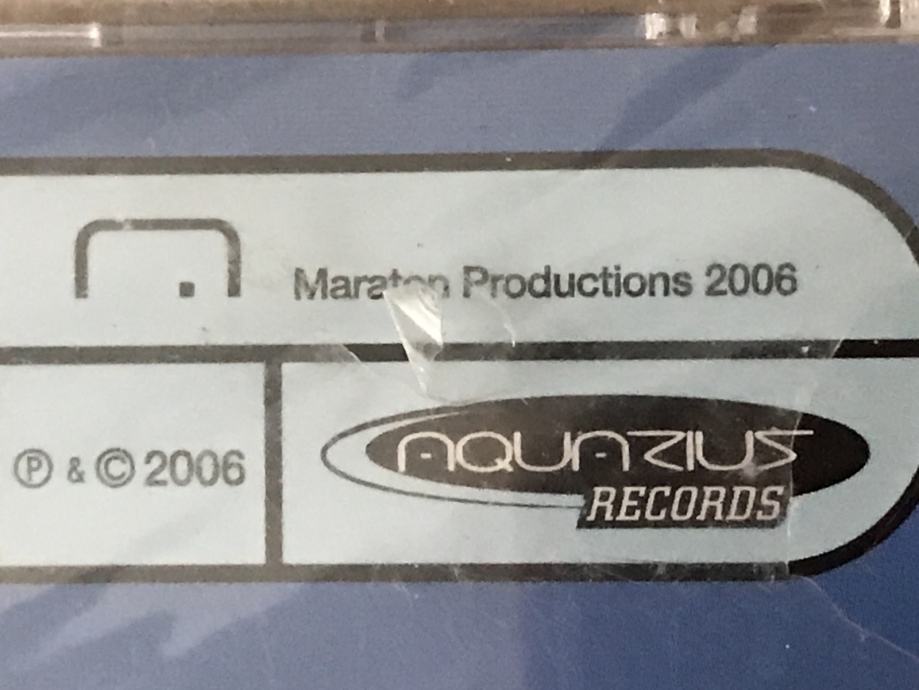 Maraton Productions 2006
℗ & © 2006
AQUARIUS
RECORDS